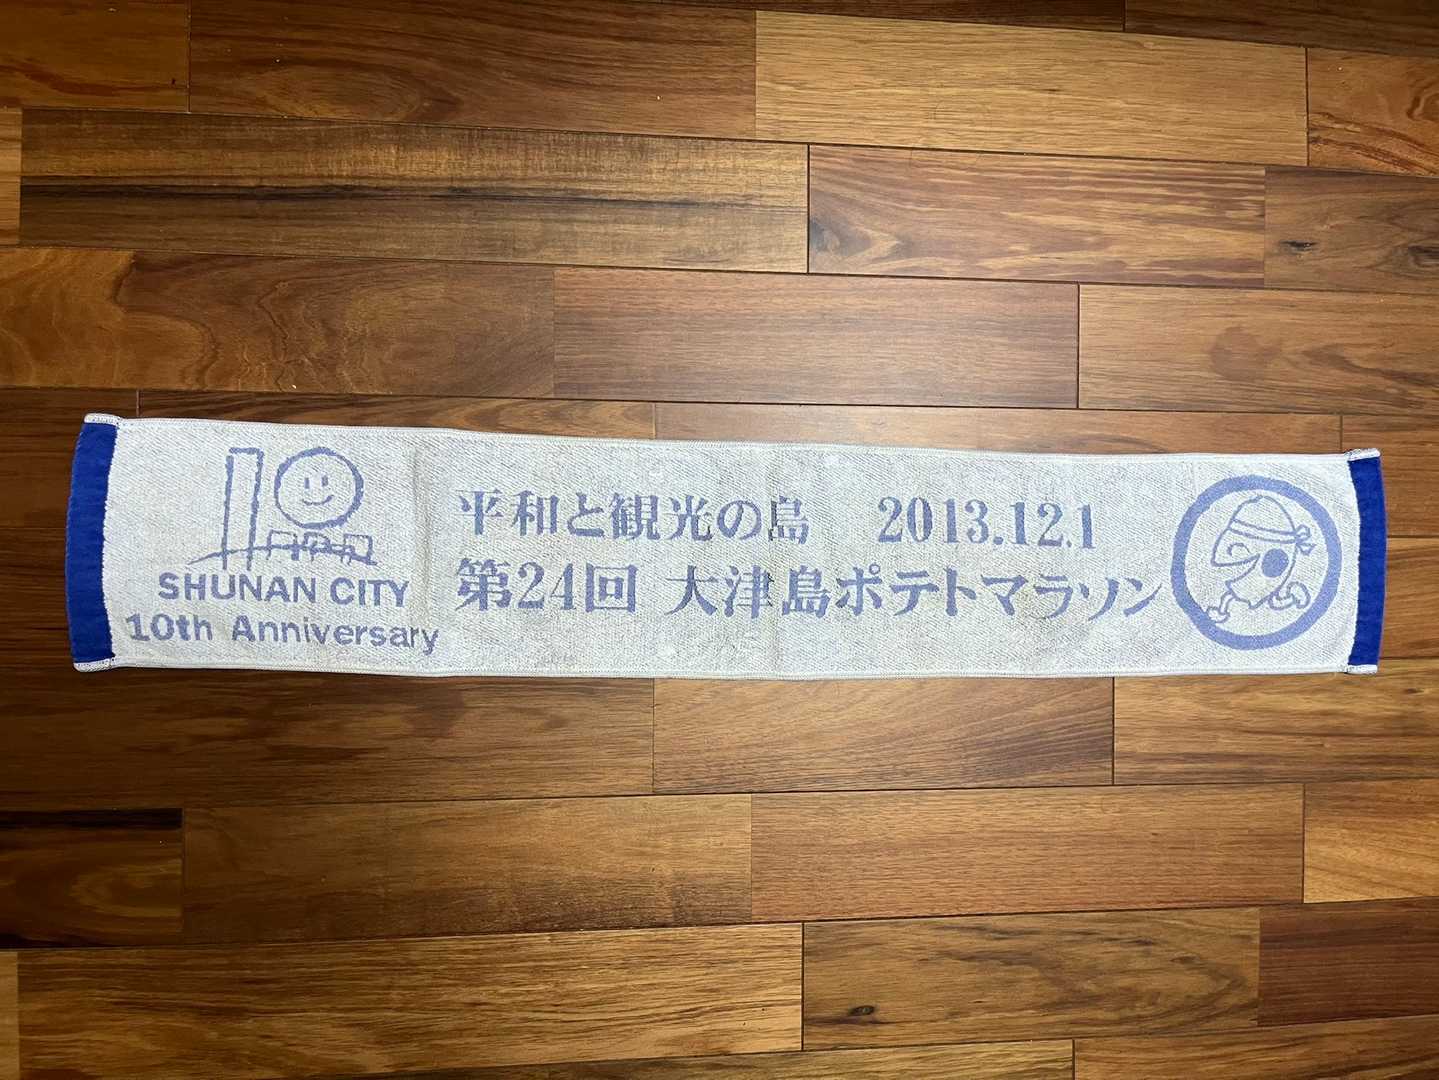 10
SHUNAN CITY
10th Anniversary
平和と観光の島 2013.12.1
第24回 大津島ポテトマラソン